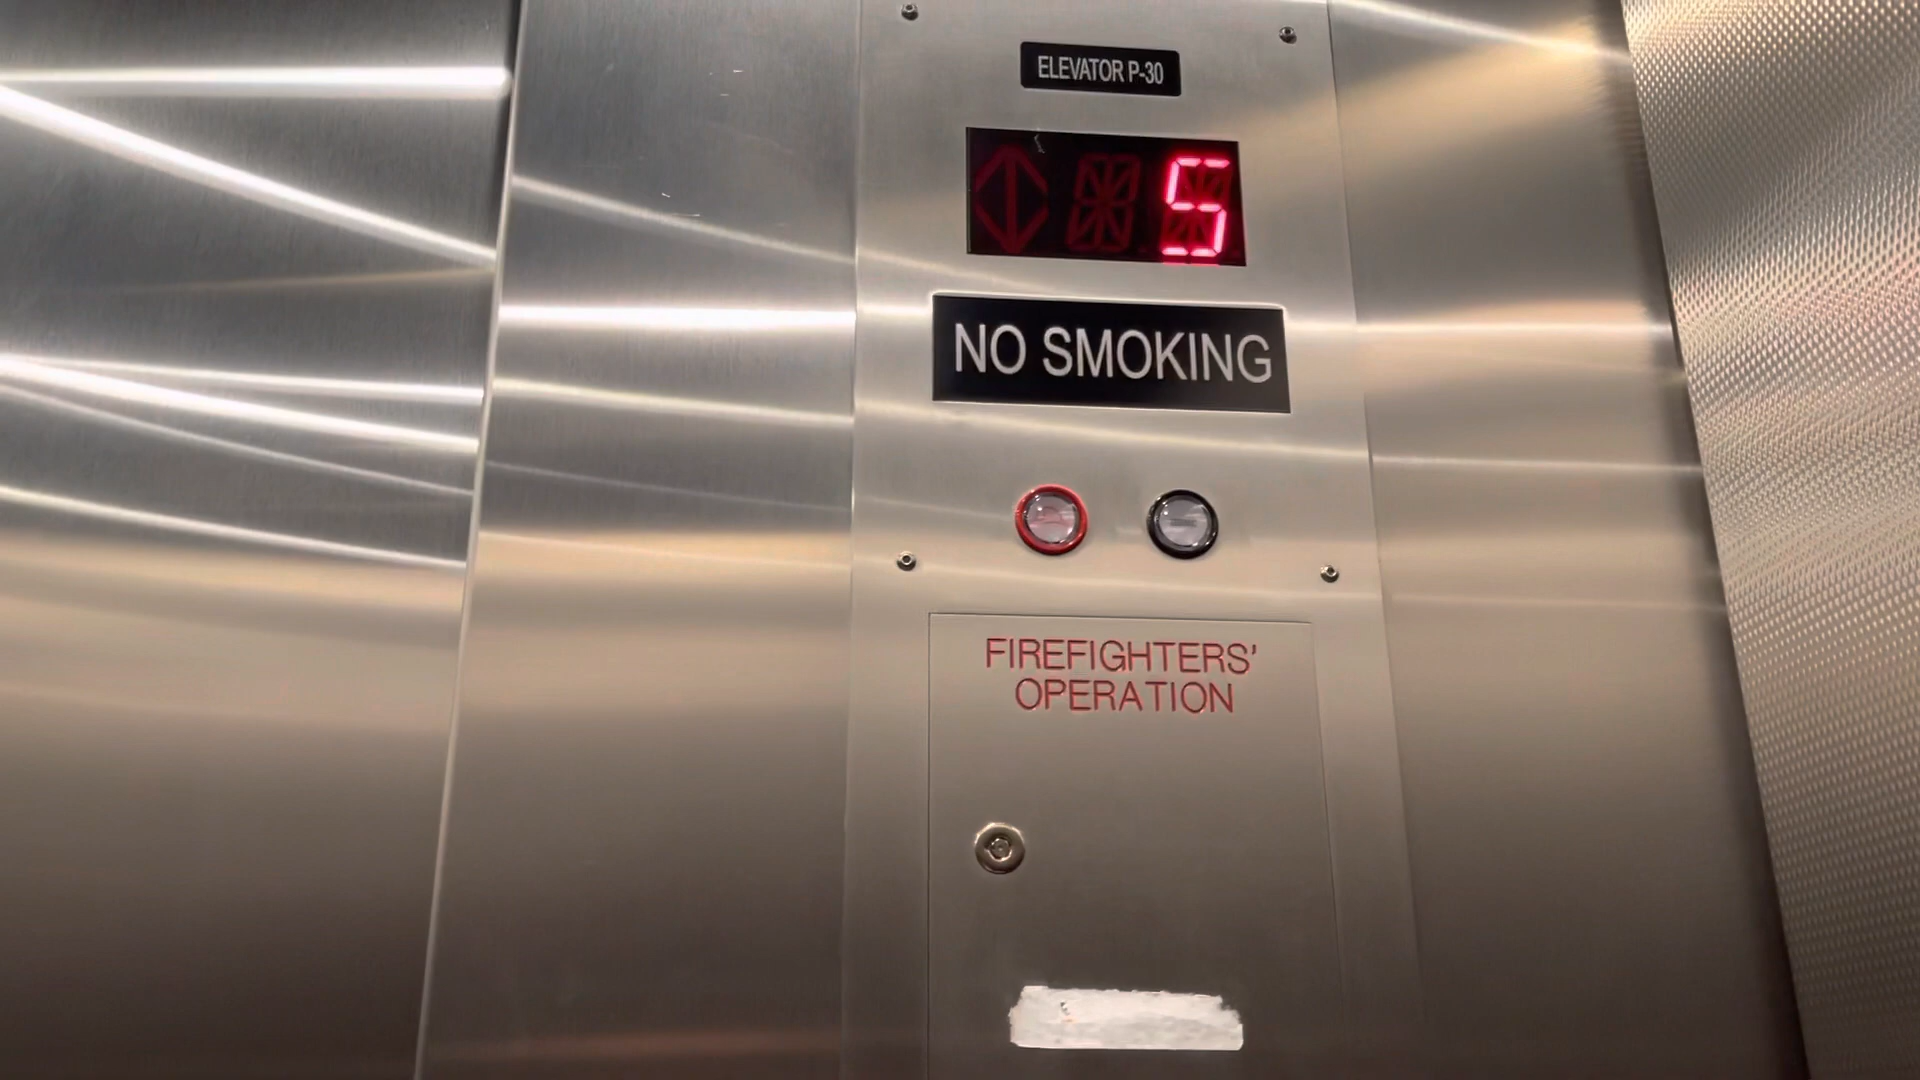 ELEVATOR P-30
5
NO SMOKING
FIREFIGHTERS'
OPERATION